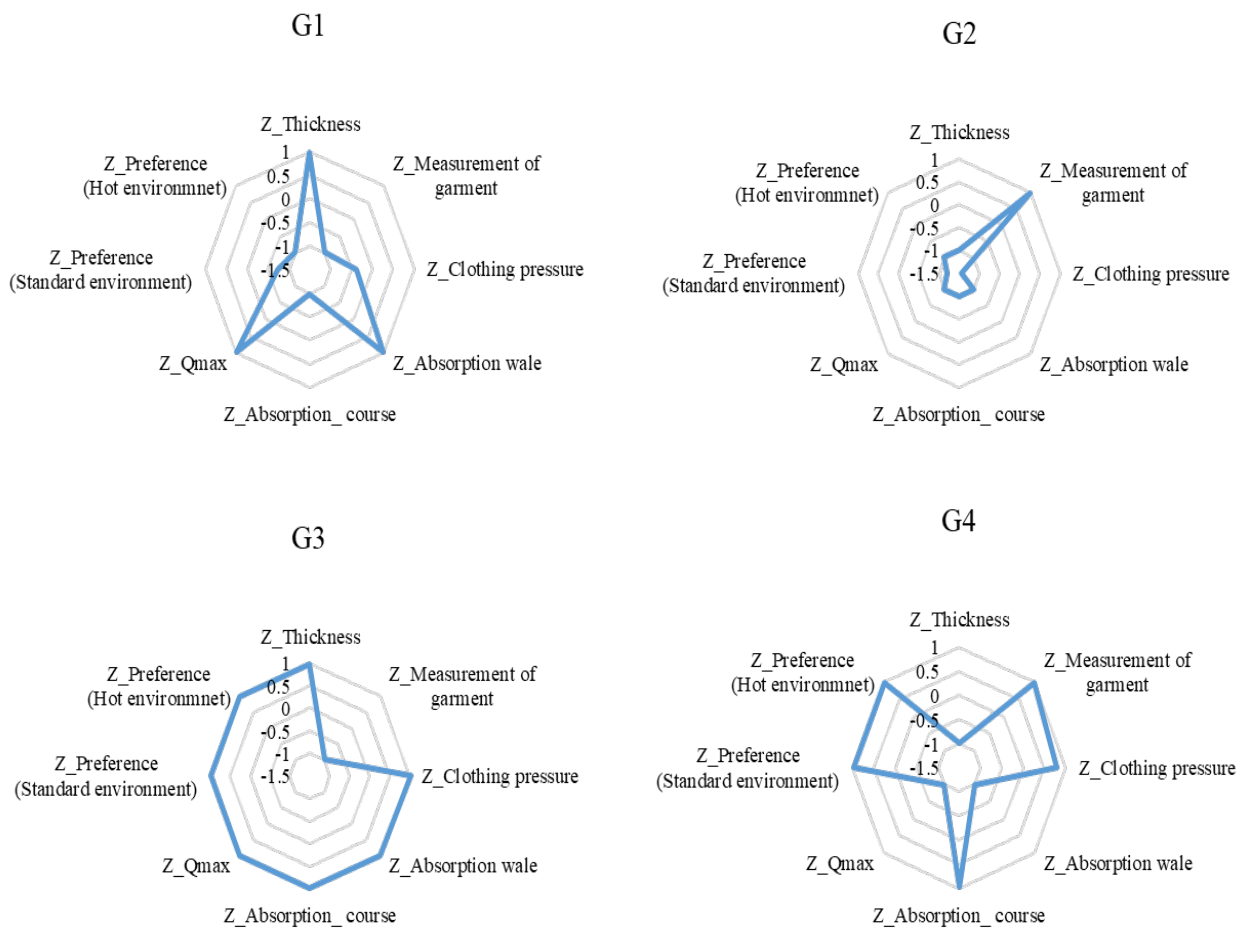 G1
Z_Thickness
Z_Preference
(Hot environmnet)
Z_Measurement of
garment
1
0.5
0
-0.5
-1
-1.5
Z_Preference
(Standard environment)
Z_Clothing pressure
Z_Qmax
Z_Absorption wale
Z_Absorption_ course
G2
Z_Thickness
Z_Preference
(Hot environmnet)
Z_Measurement of
garment
1
0.5
0
-0.5
-1
-1.5
Z_Preference
(Standard environment)
Z_Clothing pressure
Z_Qmax
Z_Absorption wale
Z_Absorption_ course
G3
Z_Thickness
Z_Preference
(Hot environmnet)
Z_Measurement of
garment
1
0.5
0
-0.5
-1
-1.5
Z_Preference
(Standard environment)
Z_Clothing pressure
Z_Qmax
Z_Absorption wale
Z_Absorption_ course
G4
Z_Thickness
Z_Preference
(Hot environmnet)
Z_Measurement of
garment
1
0.5
0
-0.5
-1
-1.5
Z_Preference
(Standard environment)
Z_Clothing pressure
Z_Qmax
Z_Absorption wale
Z_Absorption_ course